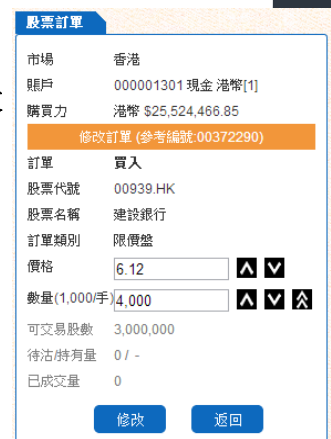 股票訂單
市場 香港
賬戶 000001301 現金 港幣[1]
購買力 港幣 $25,524,466.85
修改訂單 (參考編號:00372290)
訂單 買入
股票代號 00939.HK
股票名稱 建設銀行
訂單類別 限價盤
價格 6.12
數量(1,000/手) 4,000
可交易股數 3,000,000
待沽/持有量 0 / -
已成交量 0
修改 返回